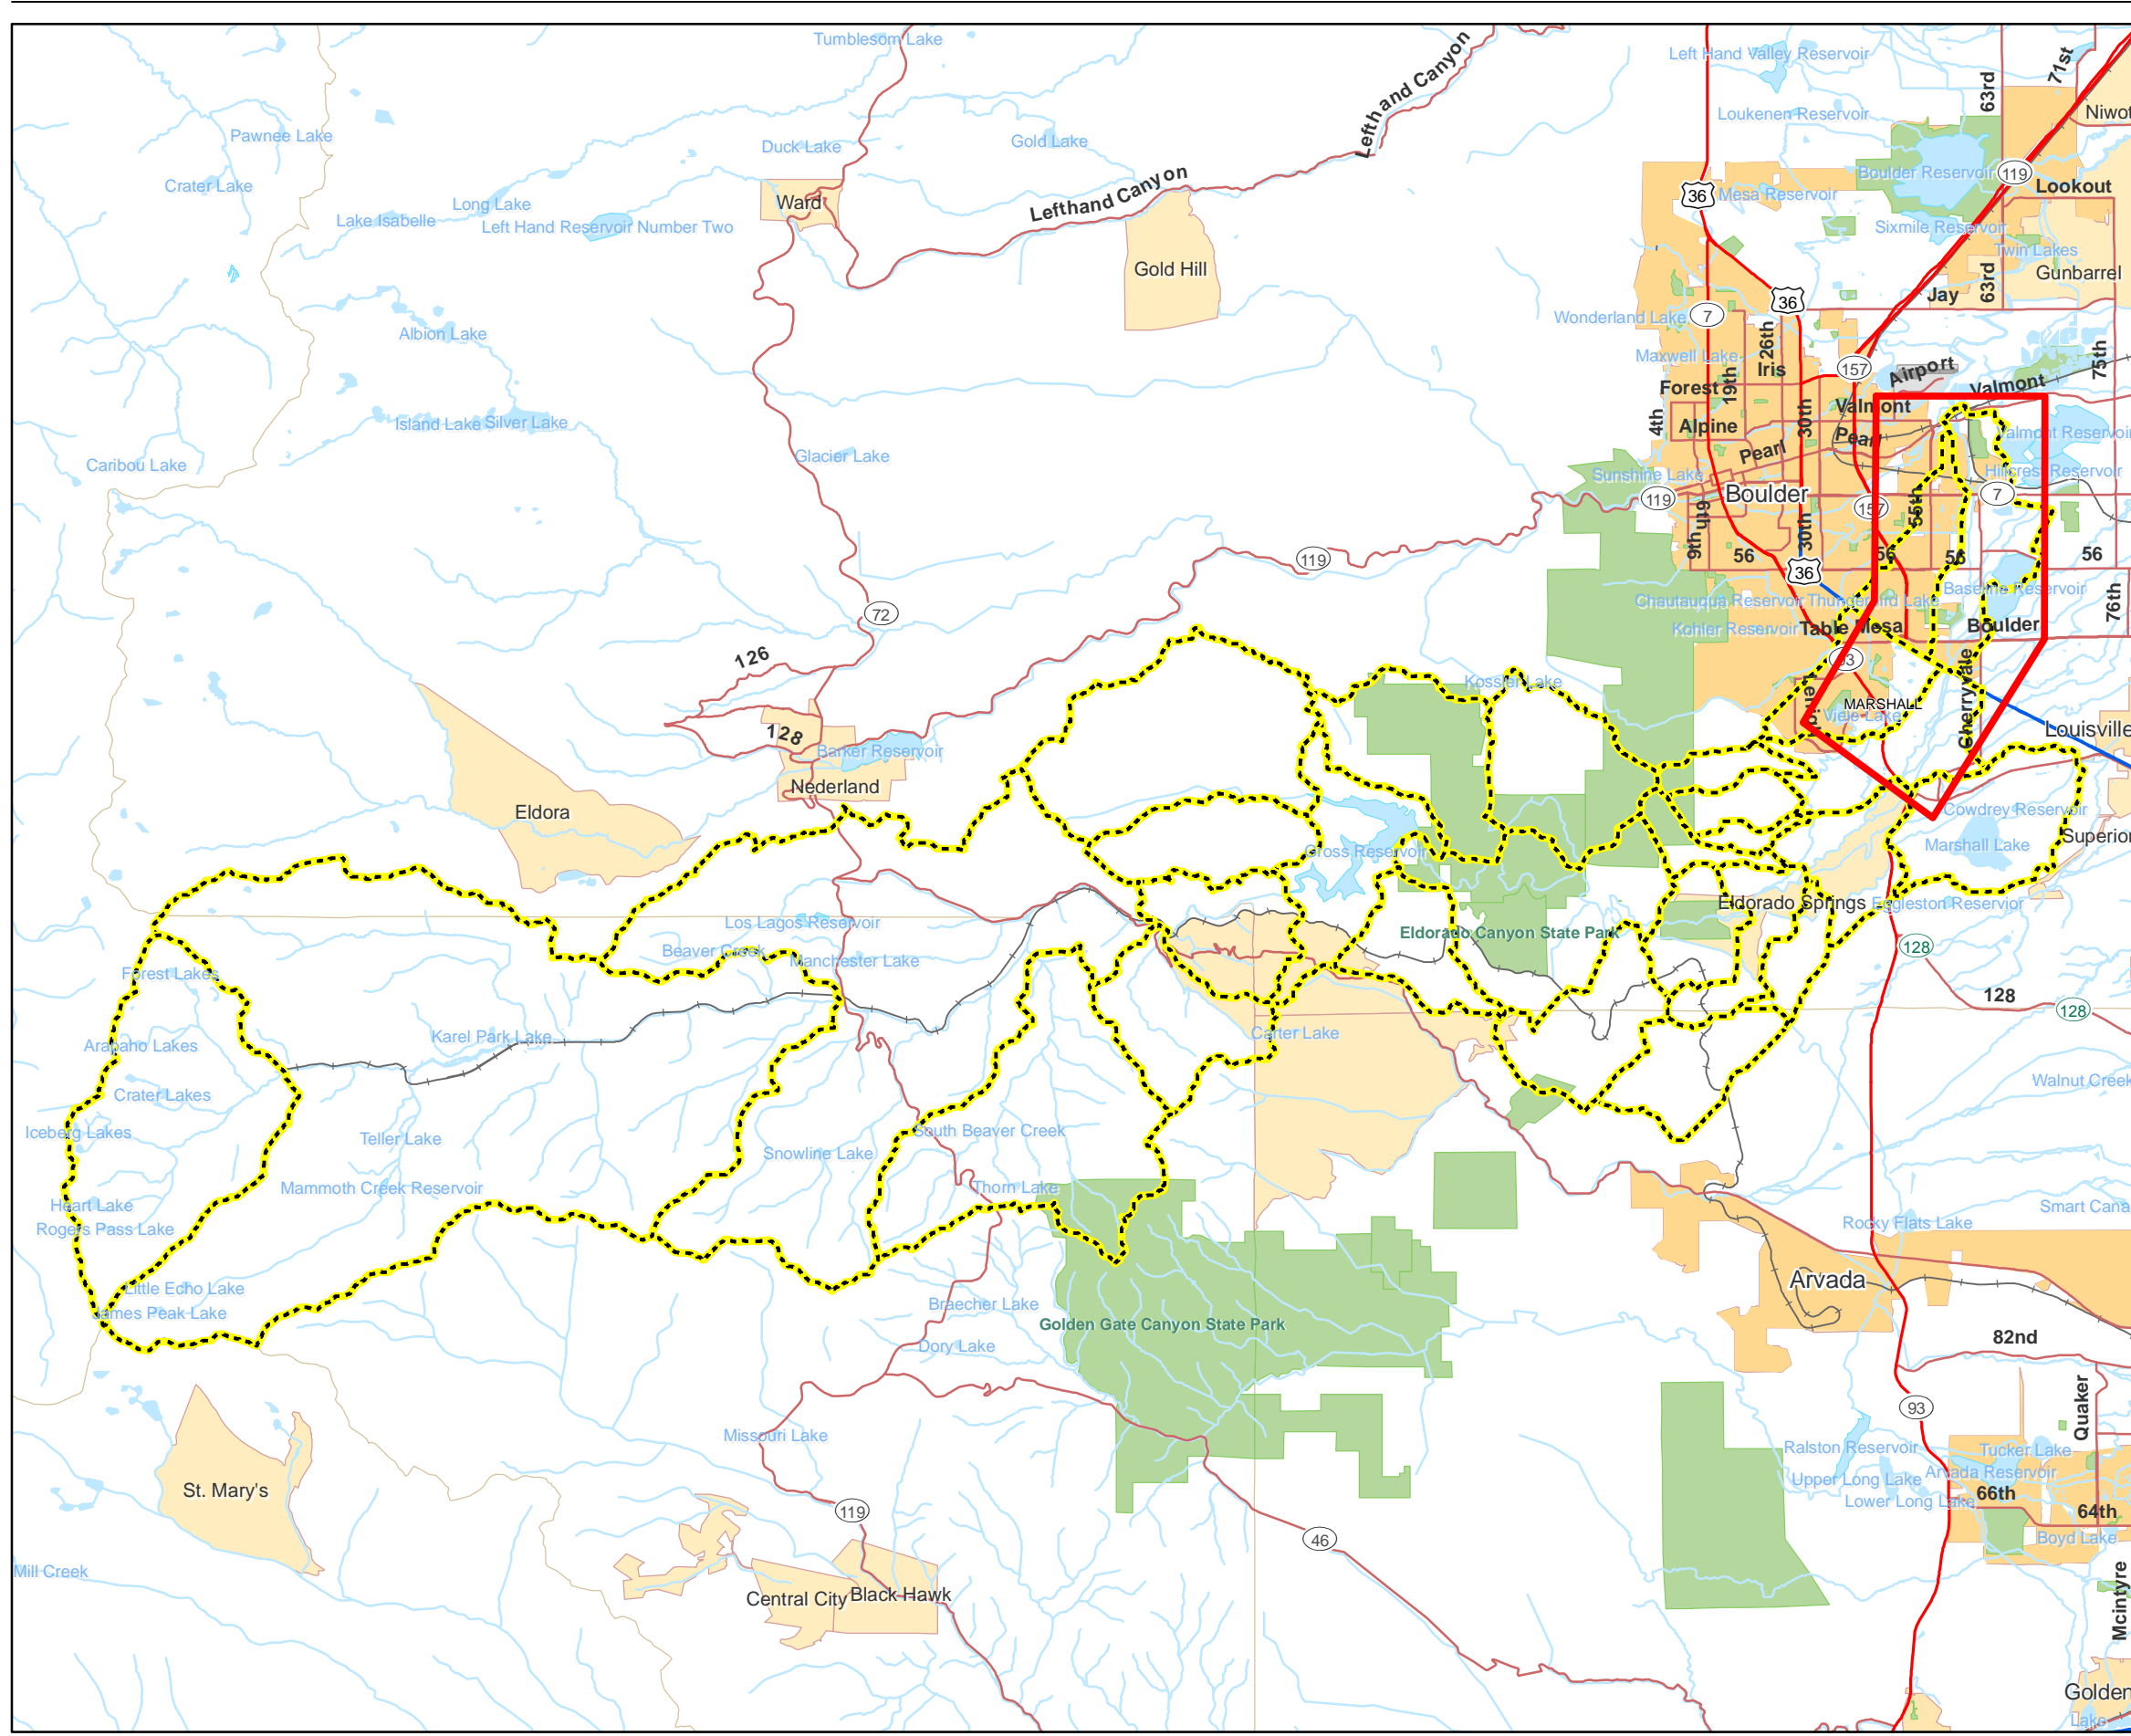 Tumblesom Lake
Left Hand Valley Reservoir
71st
63rd
Lefthand Canyon
Niwot
Loukenen Reservoir
Pawnee Lake
Duck Lake
Gold Lake
Crater Lake
Boulder Reservoir
119
Lookout
36
Mesa Reservoir
Lefthand Canyon
Ward
Long Lake
Lake Isabelle
Left Hand Reservoir Number Two
Sixmile Reservoir
Twin Lakes
Gold Hill
Gunbarrel
63rd
Jay
36
7
Wonderland Lake
Albion Lake
26th
Maxwell Lake
Iris
157
Airport
75th
Forest
19th
Valmont
Valmont
4th
Alpine
30th
Pearl
Pearl
Island Lake
Silver Lake
Glacier Lake
Caribou Lake
Hillcrest Reservoir
Sunshine Lake
119
Boulder
7
157
55th
6th
9th
30th
56
56
56
56
119
36
Baseline Reservoir
76th
72
Chautauqua Reservoir
Thunderbird Lake
Kohler Reservoir
Table Mesa
Boulder
126
93
Kossler Lake
Cherryvale
MARSHALL
Viele Lake
Louisville
128
Barker Reservoir
Nederland
Eldora
Cowdrey Reservoir
Superior
Marshall Lake
Gross Reservoir
Eldorado Springs
Eggleston Reservoir
Los Lagos Reservoir
Eldorado Canyon State Park
128
Beaver Creek
Manchester Lake
Forest Lakes
128
128
Karel Park Lake
Carter Lake
Arapaho Lakes
Walnut Creek
Crater Lakes
Iceberg Lakes
South Beaver Creek
Teller Lake
Snowline Lake
Mammoth Creek Reservoir
Thorn Lake
Heart Lake
Smart Cana
Rogers Pass Lake
Rocky Flats Lake
Arvada
Little Echo Lake
James Peak Lake
Braecher Lake
Golden Gate Canyon State Park
82nd
Dory Lake
Quaker
93
Missouri Lake
Ralston Reservoir
Tucker Lake
Arvada Reservoir
Upper Long Lake
St. Mary's
66th
Lower Long Lake
64th
119
46
Boyd Lake
Mill Creek
Central City
Black Hawk
Mcintyre
Golden
Lake